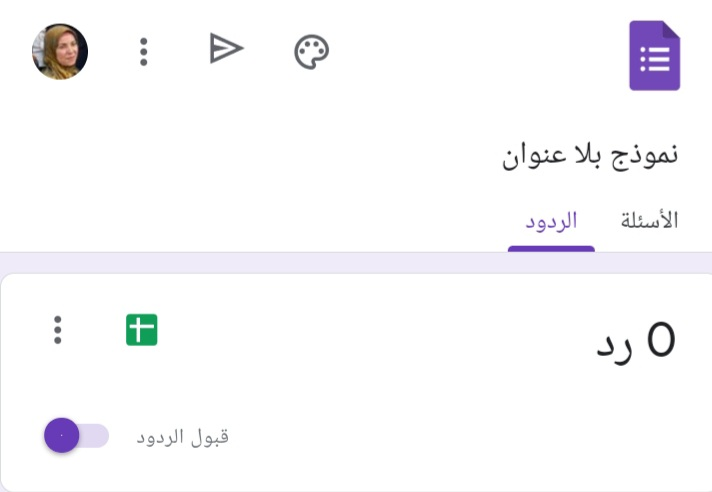 نموذج بلا عنوان
الأسئلة الردود
0 رد
قبول الردود